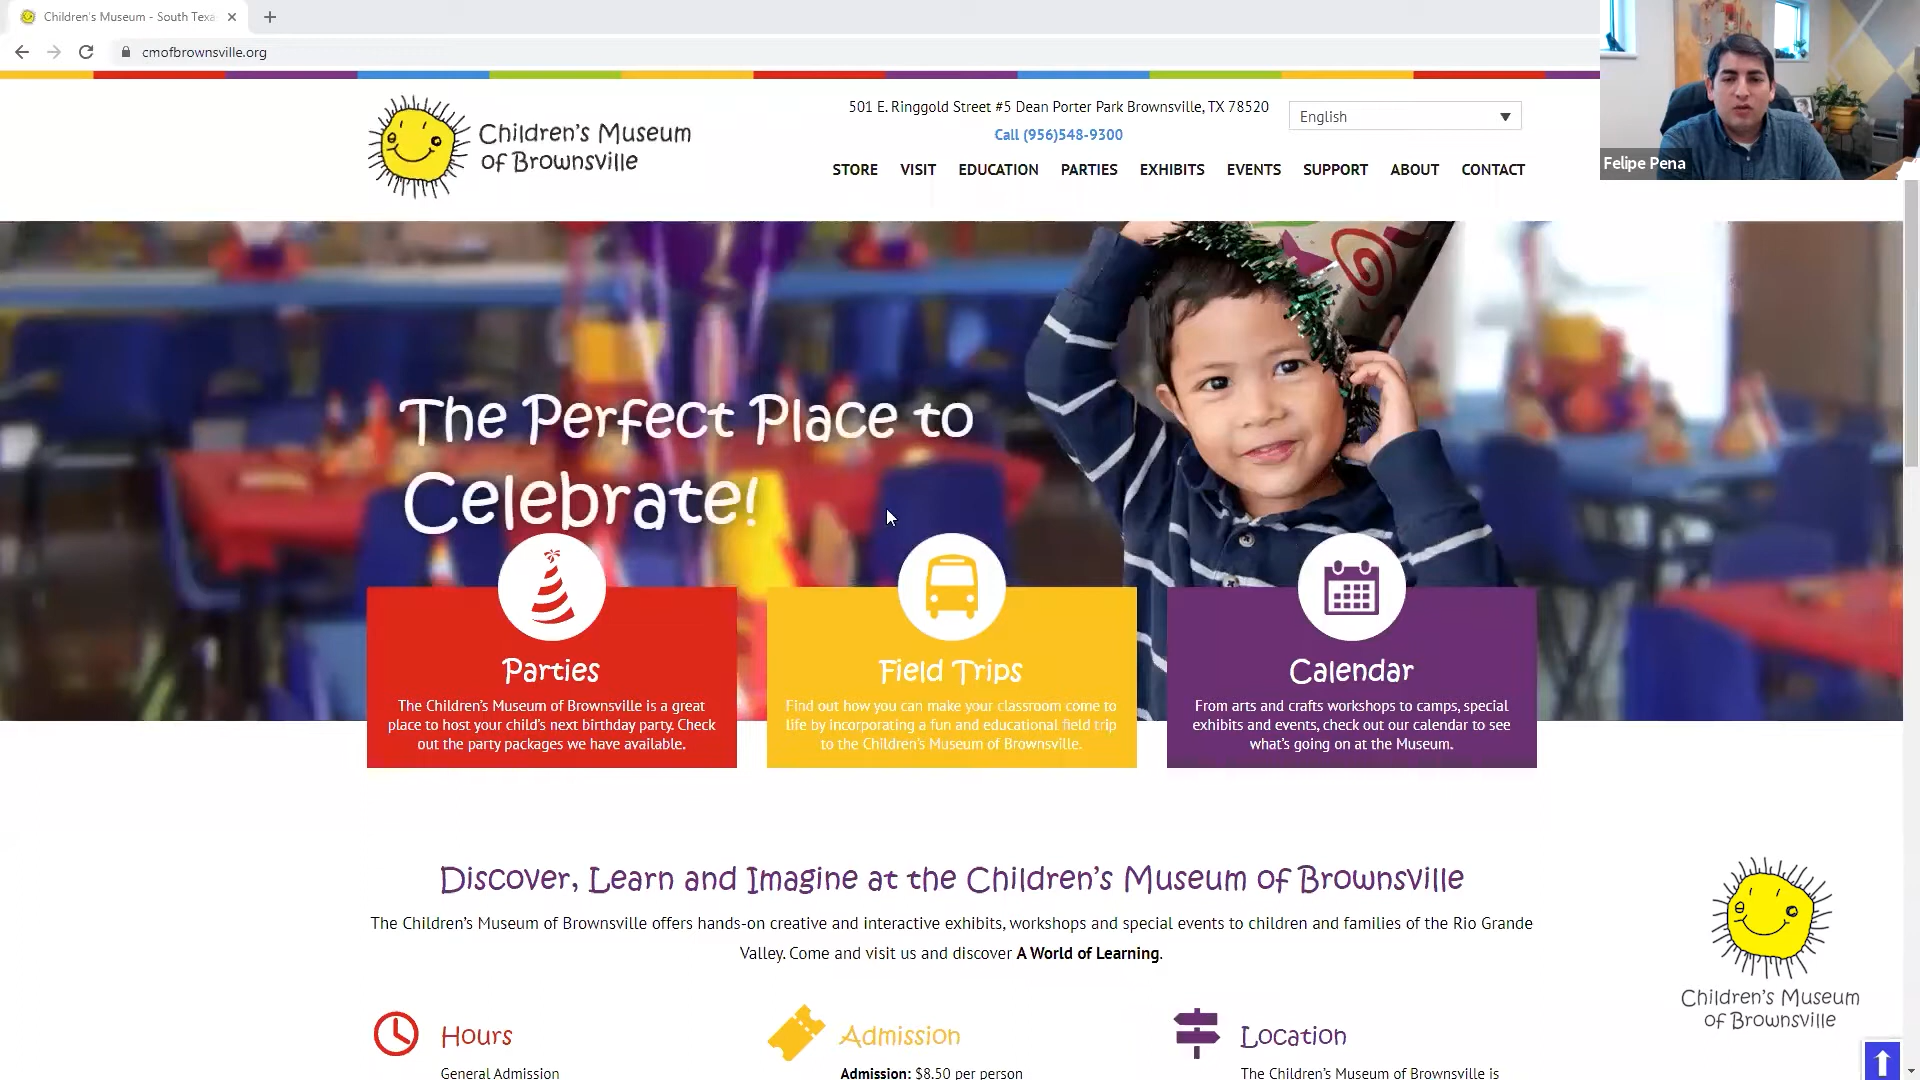 Children's Museum - South Texa
cmofbrownsville.org
Children's Museum
of Brownsville
501 E. Ringgold Street #5 Dean Porter Park Brownsville, TX 78520
Call (956)548-9300
English
STORE VISIT EDUCATION PARTIES EXHIBITS EVENTS SUPPORT ABOUT CONTACT
Felipe Pena
The Perfect Place to
Celebrate!
Parties
The Children's Museum of Brownsville is a great
place to host your child's next birthday party. Check
out the party packages we have available.
Field Trips
Find out how you can make your classroom come to
life by incorporating a fun and educational field trip
to the Children's Museum of Brownsville.
Calendar
From arts and crafts workshops to camps, special
exhibits and events, check out our calendar to see
what's going on at the Museum.
Discover, Learn and Imagine at the Children's Museum of Brownsville
The Children's Museum of Brownsville offers hands-on creative and interactive exhibits, workshops and special events to children and families of the Rio Grande
Valley. Come and visit us and discover A World of Learning.
Hours
General Admission
Admission
Admission: $8.50 per person
Location
The Children's Museum of Brownsville is
Children's Museum
of Brownsville